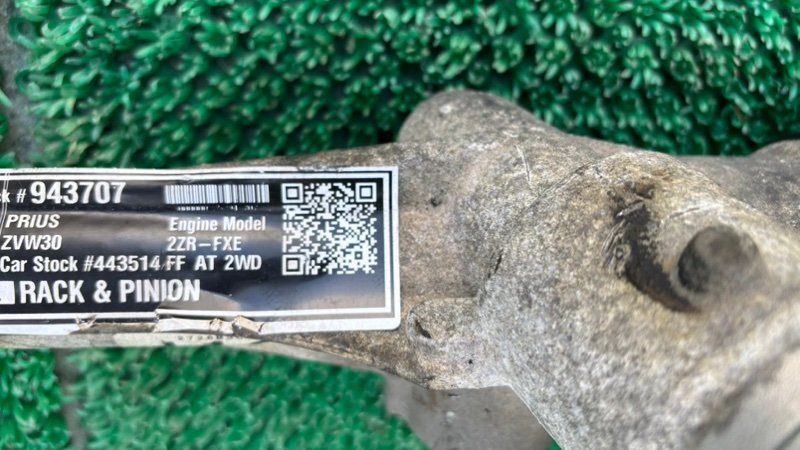 # 943707
PRIUS
Engine Model
ZVW30
2ZR-FXE
Car Stock #443514 FF AT 2WD
RACK & PINION